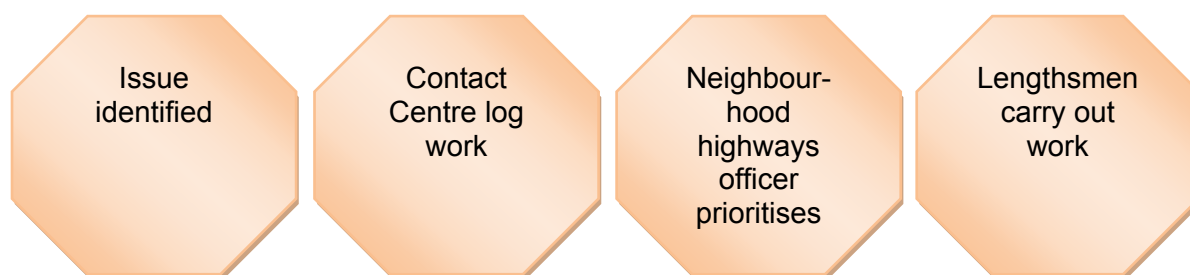 Issue
identified
Contact
Centre log
work
Neighbour-
hood
highways
officer
prioritises
Lengthsmen
carry out
work